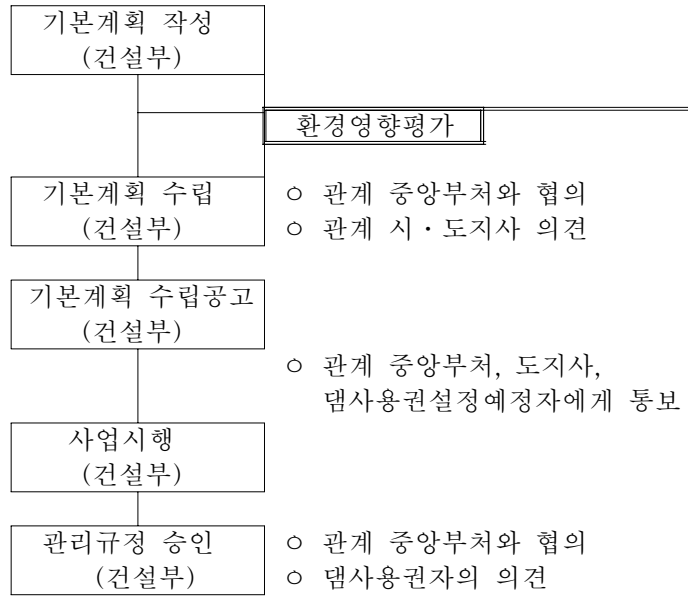 기본계획 작성
(건설부)
환경영향평가
기본계획 수립
(건설부)
ㅇ 관계 중앙부처와 협의
ㅇ 관계 시・도지사 의견
기본계획 수립공고
(건설부)
ㅇ 관계 중앙부처, 도지사,
댐사용권설정예정자에게 통보
사업시행
(건설부)
관리규정 승인
(건설부)
ㅇ 관계 중앙부처와 협의
ㅇ 댐사용권자의 의견